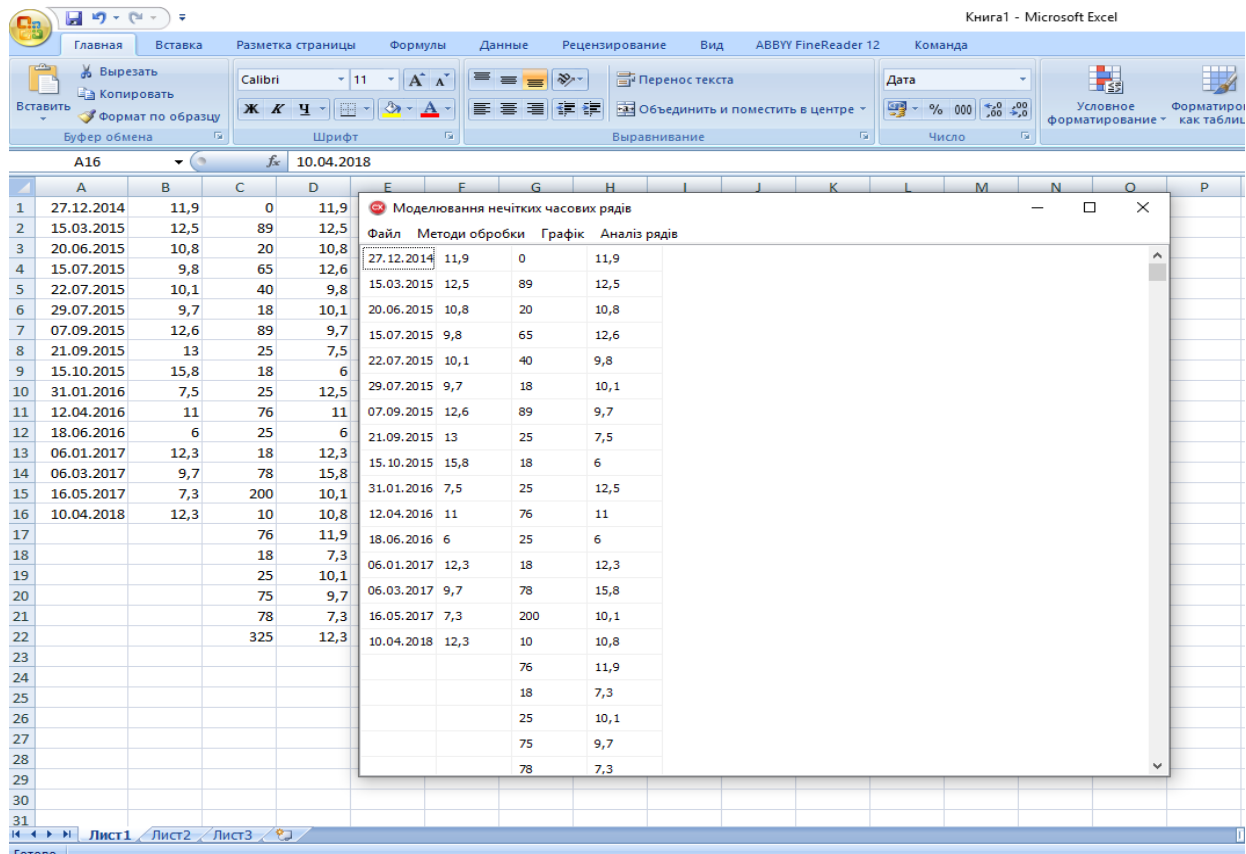 Книга1 - Microsoft Excel
Главная Вставка Разметка страницы Формулы Данные Рецензирование Вид ABBYY FineReader 12 Команда
Вставить
Вырезать
Копировать
Формат по образцу
Буфер обмена
Calibri 11
Ж К Ч
Шрифт
Перенос текста
Объединить и поместить в центре
Выравнивание
Дата
% 000
Число
Условное форматирование
Форматиро
как таблиц
A16 fx 10.04.2018
A B C D E F G H I J K L M N O P
1 27.12.2014 11,9 0 11,9
2 15.03.2015 12,5 89 12,5
3 20.06.2015 10,8 20 10,8
4 15.07.2015 9,8 65 12,6
5 22.07.2015 10,1 40 9,8
6 29.07.2015 9,7 18 10,1
7 07.09.2015 12,6 89 9,7
8 21.09.2015 13 25 7,5
9 15.10.2015 15,8 18 6
10 31.01.2016 7,5 25 12,5
11 12.04.2016 11 76 11
12 18.06.2016 6 25 6
13 06.01.2017 12,3 18 12,3
14 06.03.2017 9,7 78 15,8
15 16.05.2017 7,3 200 10,1
16 10.04.2018 12,3 10 10,8
17 76 11,9
18 18 7,3
19 25 10,1
20 75 9,7
21 78 7,3
22 325 12,3
23
24
25
26
27
28
29
30
31
Моделювання нечітких часових рядів
Файл Методи обробки Графік Аналіз рядів
27.12.2014 11,9 0 11,9
15.03.2015 12,5 89 12,5
20.06.2015 10,8 20 10,8
15.07.2015 9,8 65 12,6
22.07.2015 10,1 40 9,8
29.07.2015 9,7 18 10,1
07.09.2015 12,6 89 9,7
21.09.2015 13 25 7,5
15.10.2015 15,8 18 6
31.01.2016 7,5 25 12,5
12.04.2016 11 76 11
18.06.2016 6 25 6
06.01.2017 12,3 18 12,3
06.03.2017 9,7 78 15,8
16.05.2017 7,3 200 10,1
10.04.2018 12,3 10 10,8
76 11,9
18 7,3
25 10,1
75 9,7
78 7,3
Лист1 Лист2 Лист3
Готово